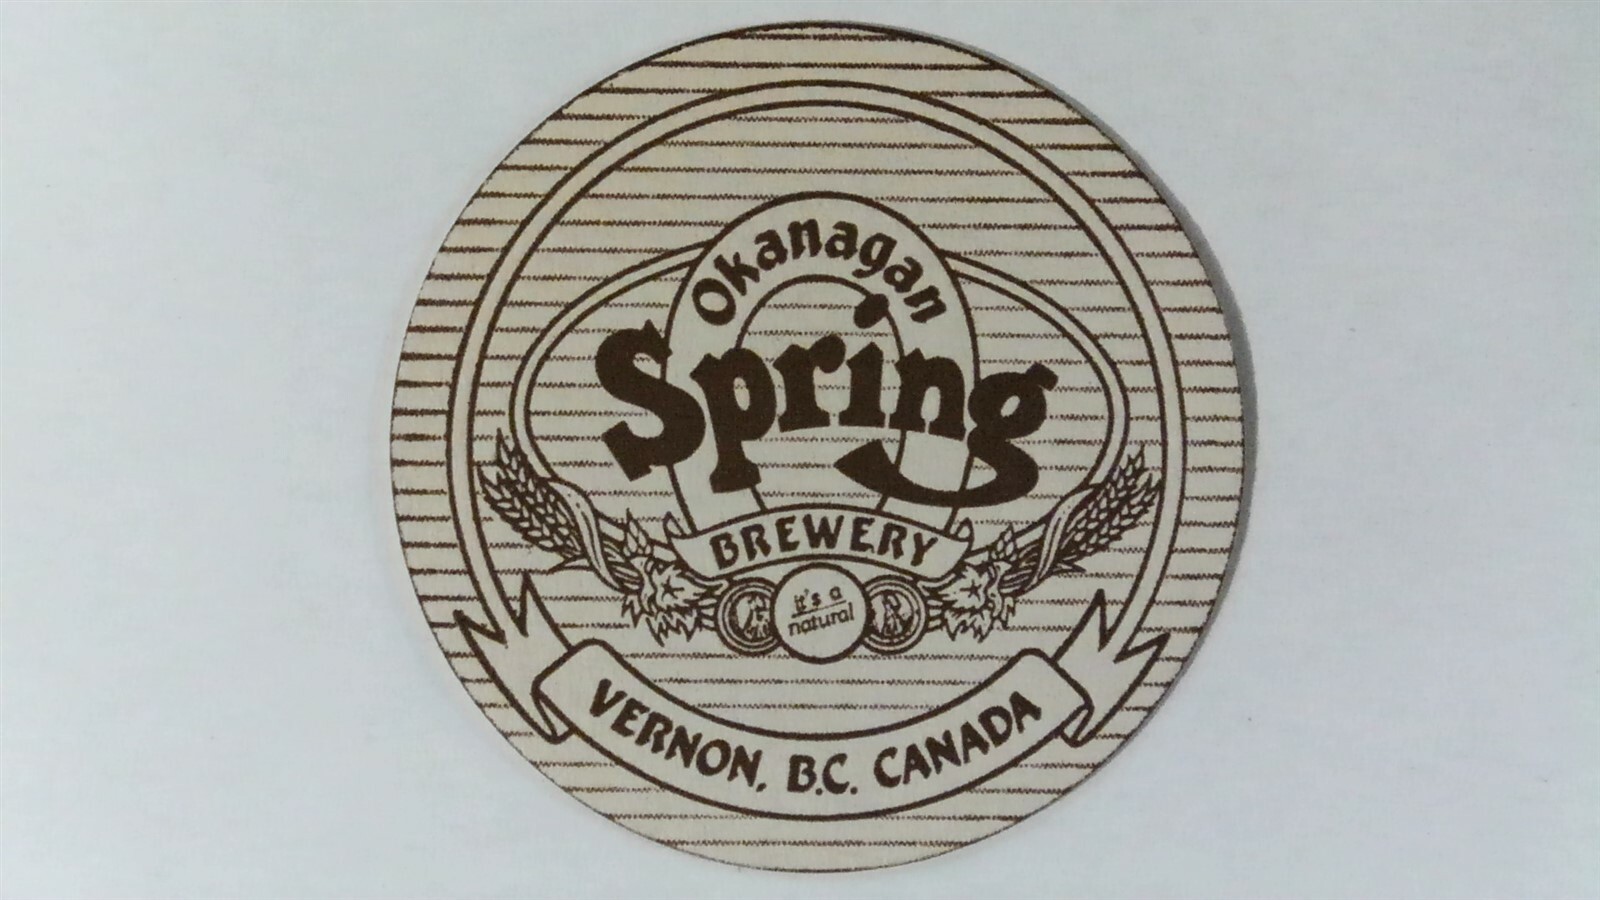 Okanagan
Spring
BREWERY
it's a
natural
VERNON, B.C. CANADA